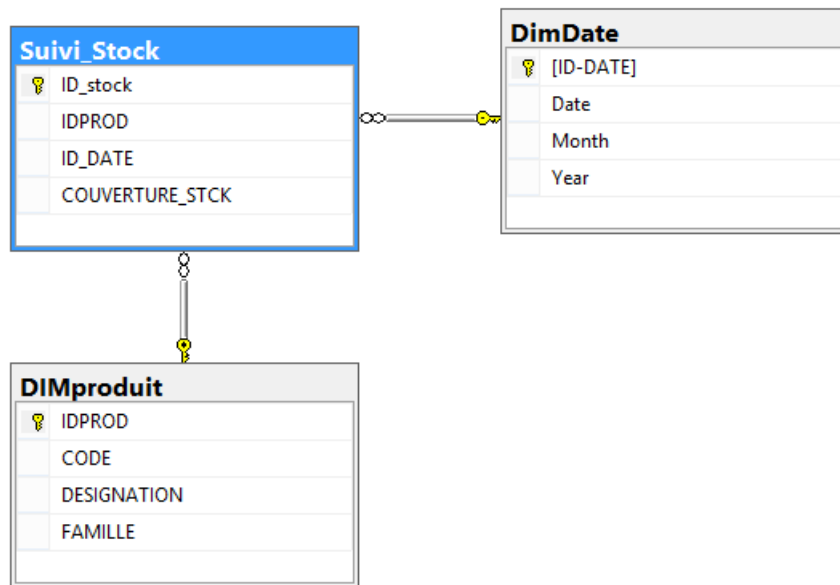 Suivi_Stock
ID_stock
IDPROD
ID_DATE
COUVERTURE_STCK
DimDate
[ID-DATE]
Date
Month
Year
DIMproduit
IDPROD
CODE
DESIGNATION
FAMILLE